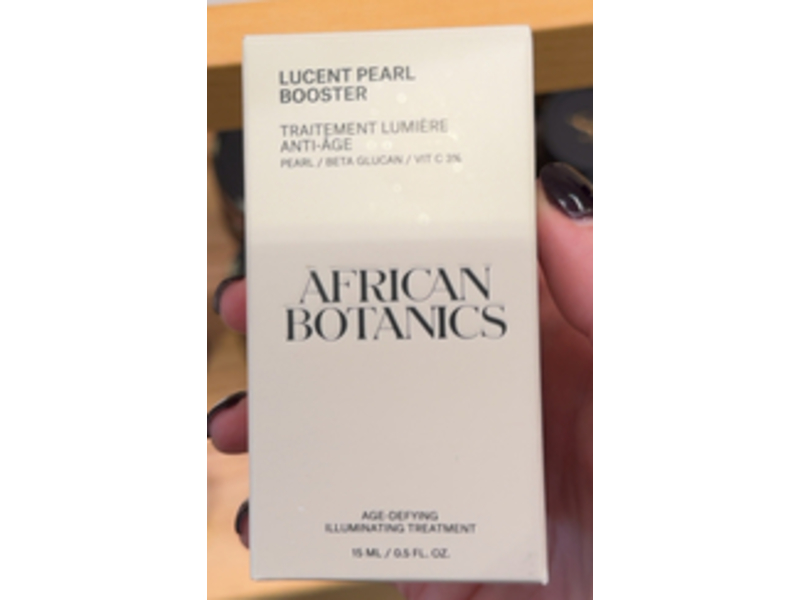 LUCENT PEARL
BOOSTER
TRAITEMENT LUMIÈRE
ANTI-ÂGE
PEARL / BETA GLUCAN / VIT C 3%
AFRICAN
BOTANICS
AGE-DEFYING
ILLUMINATING TREATMENT
15 ML / 0.5 FL. OZ.